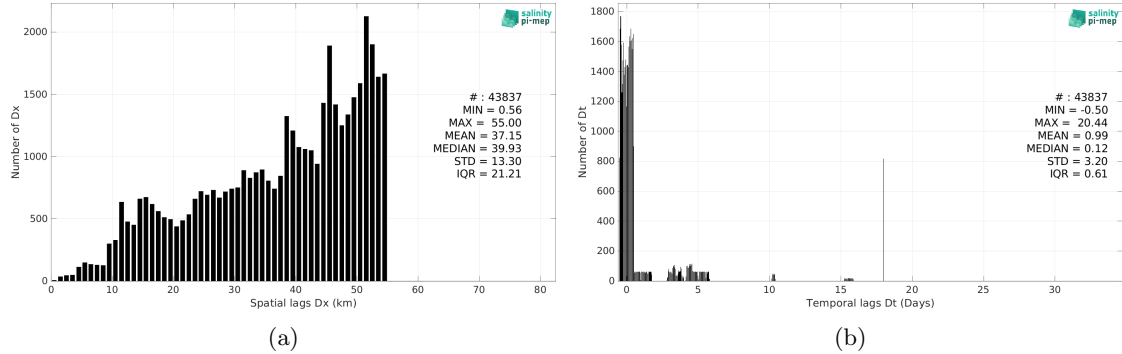 2000
1500
1000
500
0
Number of Dx
0 10 20 30 40 50 60 70 80
Spatial lags Dx (km)
salinity
pi-mep
# : 43837
MIN = 0.56
MAX = 55.00
MEAN = 37.15
MEDIAN = 39.93
STD = 13.30
IQR = 21.21
(a)
1800
1600
1400
1200
1000
800
600
400
200
0
Number of Dt
0 5 10 15 20 25 30
Temporal lags Dt (Days)
salinity
pi-mep
# : 43837
MIN = -0.50
MAX = 20.44
MEAN = 0.99
MEDIAN = 0.12
STD = 3.20
IQR = 0.61
(b)